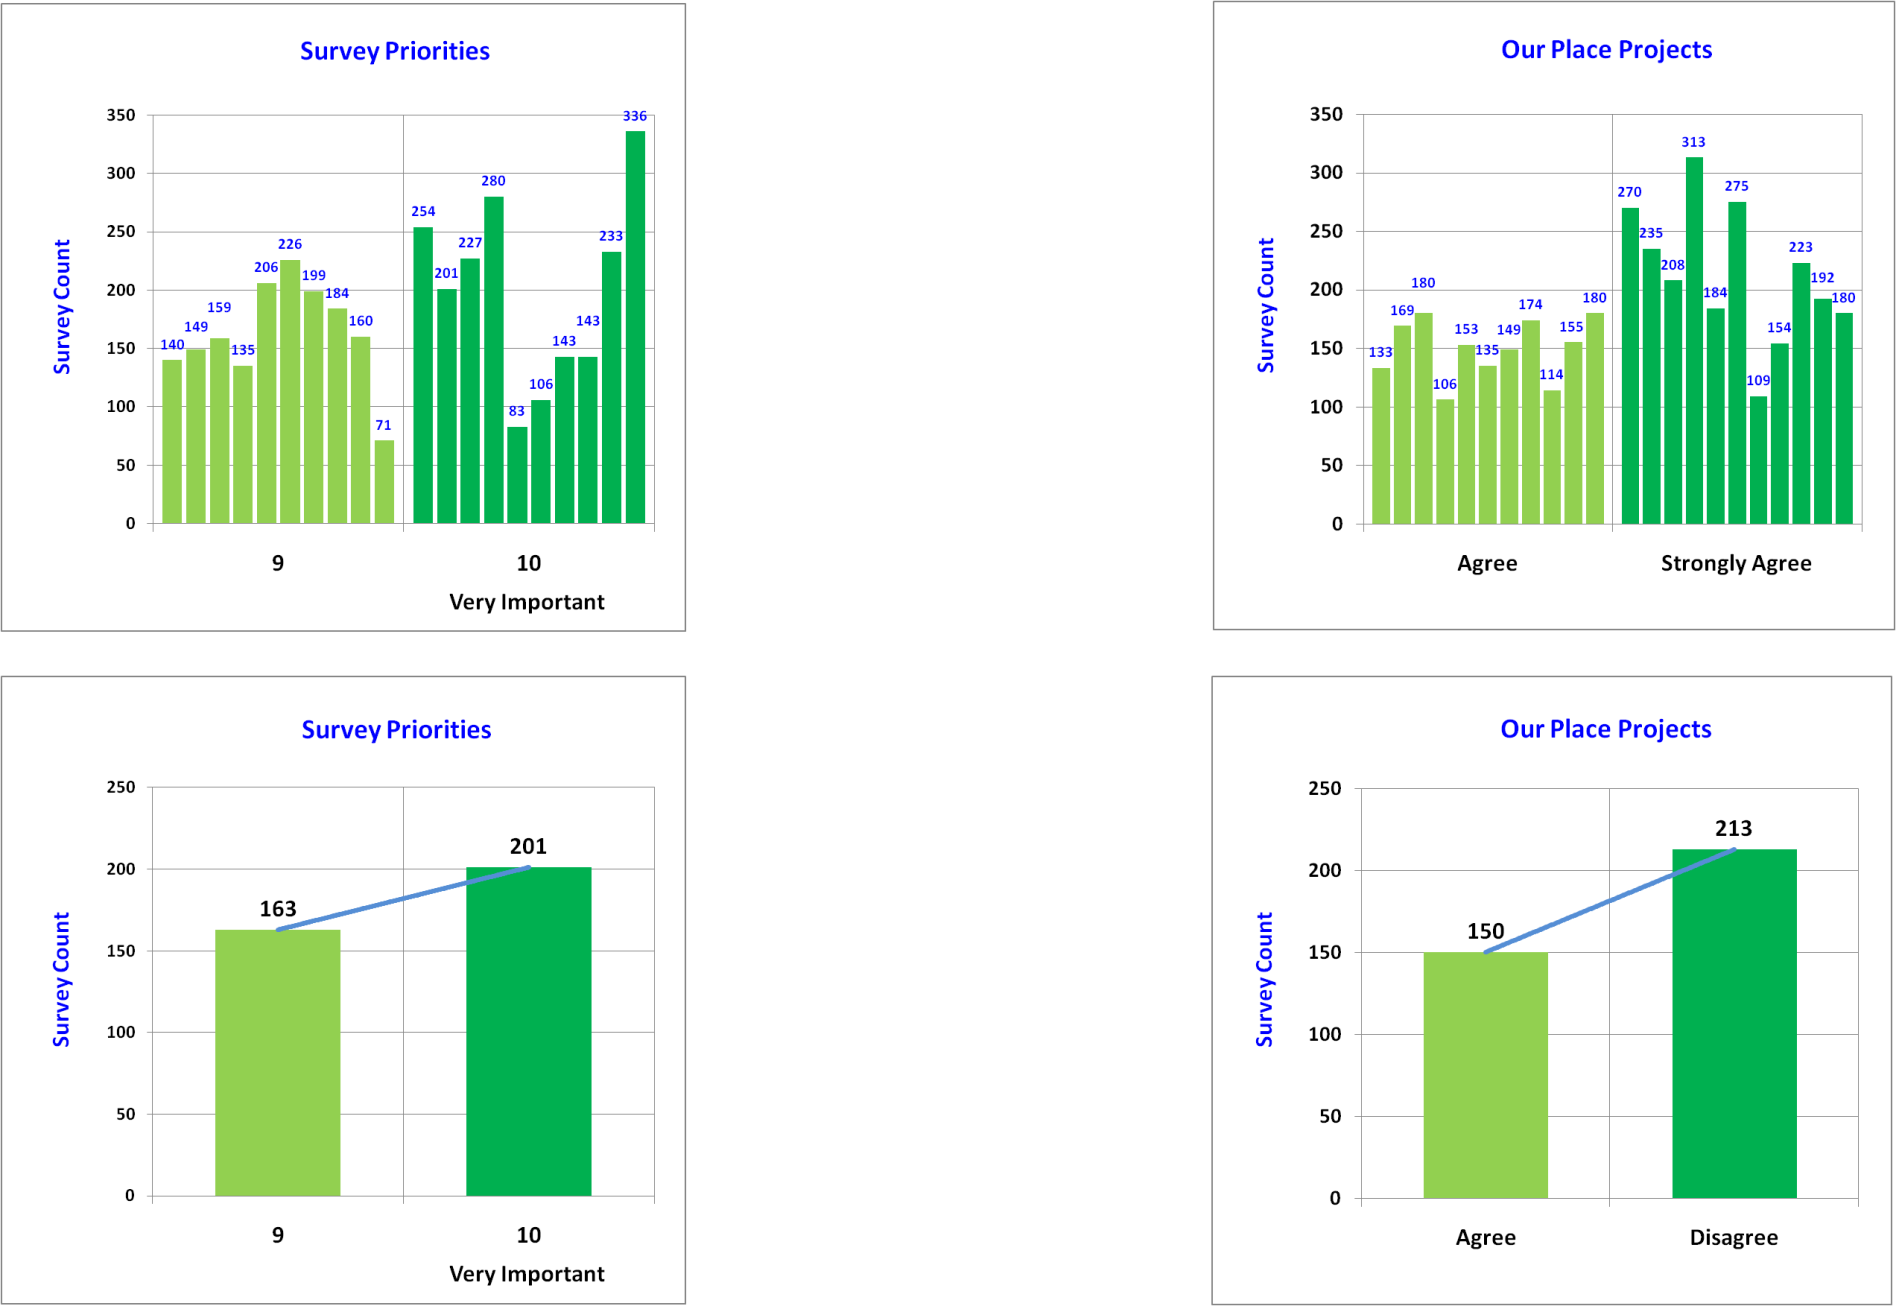 Survey Priorities
350
300
250
200
150
100
50
0
Survey Count
140 149 159 135 206 226 199 184 160 71
254 201 227 280 83 106 143 143 233 336
9 10
Very Important
Our Place Projects
350
300
250
200
150
100
50
0
Survey Count
133 169 180 106 153 135 149 174 114 155 180
270 235 208 313 184 275 109 154 223 192 180
Agree Strongly Agree
Survey Priorities
250
200
150
100
50
0
Survey Count
163 201
9 10
Very Important
Our Place Projects
250
200
150
100
50
0
Survey Count
150 213
Agree Disagree